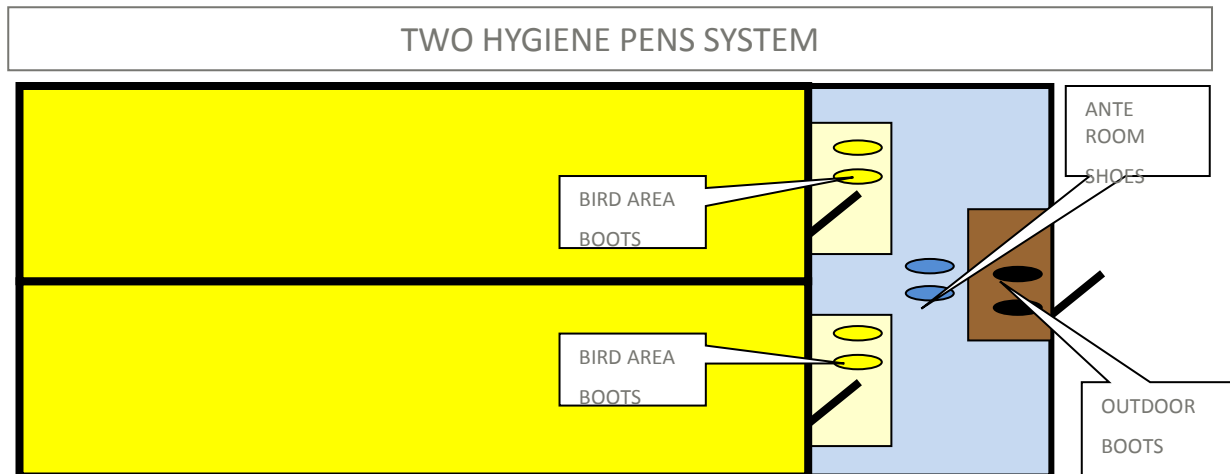 TWO HYGIENE PENS SYSTEM
ANTE
ROOM
SHOES
BIRD AREA
BOOTS
BIRD AREA
BOOTS
OUTDOOR
BOOTS